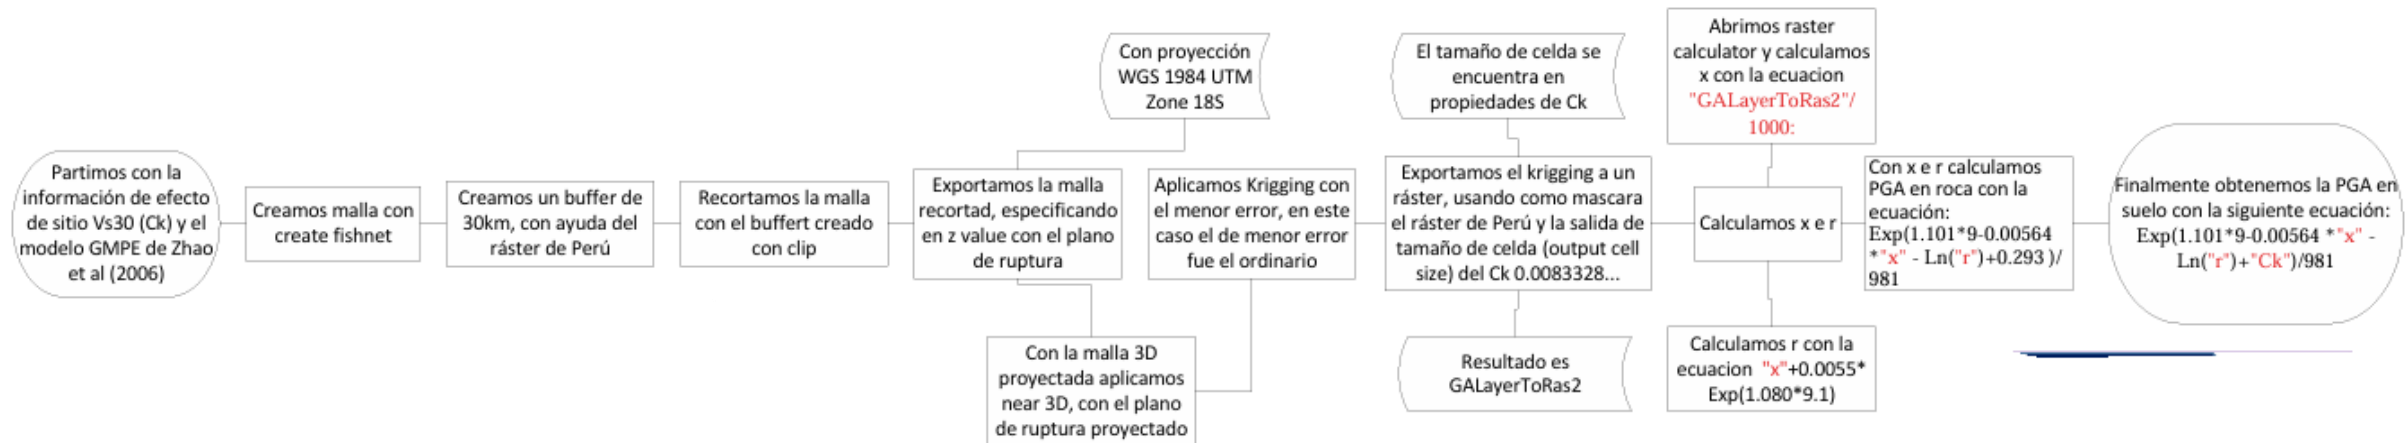 Partimos con la
información de efecto
de sitio Vs30 (Ck) y el
modelo GMPE de Zhao
et al (2006)
Creamos malla con
create fishnet
Creamos un buffer de
30km, con ayuda del
ráster de Perú
Recortamos la malla
con el buffert creado
con clip
Con proyección
WGS 1984 UTM
Zone 18S
Exportamos la malla
recortad, especificando
en z value con el plano
de ruptura
Con la malla 3D
proyectada aplicamos
near 3D, con el plano
de ruptura proyectado
Aplicamos Krigging con
el menor error, en este
caso el de menor error
fue el ordinario
El tamaño de celda se
encuentra en
propiedades de Ck
Exportamos el krigging a un
ráster, usando como mascara
el ráster de Perú y la salida de
tamaño de celda (output cell
size) del Ck 0.0083328...
Resultado es
GALayerToRas2
Abrimos raster
calculator y calculamos
x con la ecuacion
"GALayerToRas2"/
1000:
Calculamos x e r
Calculamos r con la
ecuacion "x"+0.0055*
Exp(1.080*9.1)
Con x e r calculamos
PGA en roca con la
ecuación:
Exp(1.101*9-0.00564
*"x" - Ln("r")+0.293 )/
981
Finalmente obtenemos la PGA en
suelo con la siguiente ecuación:
Exp(1.101*9-0.00564 *"x" -
Ln("r")+"Ck")/981